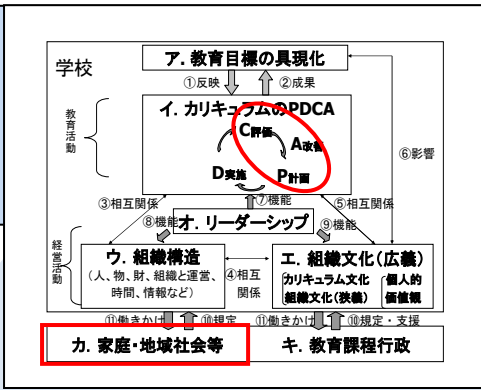 学校
ア．教育目標の具現化
①反映
②成果
教育活動
イ．カリキュラムのPDCA
C評価
A改善
D実施
P計画
⑥影響
③相互関係
⑦機能
⑤相互関係
⑧機能
オ．リーダーシップ
⑨機能
経営活動
ウ．組織構造
（人、物、財、組織と運営、
時間、情報など）
④相互
関係
エ．組織文化（広義）
カリキュラム文化
組織文化（狭義）
個人的
価値観
⑪働きかけ
⑩規定
⑪働きかけ
⑩規定・支援
カ．家庭・地域社会等
キ．教育課程行政